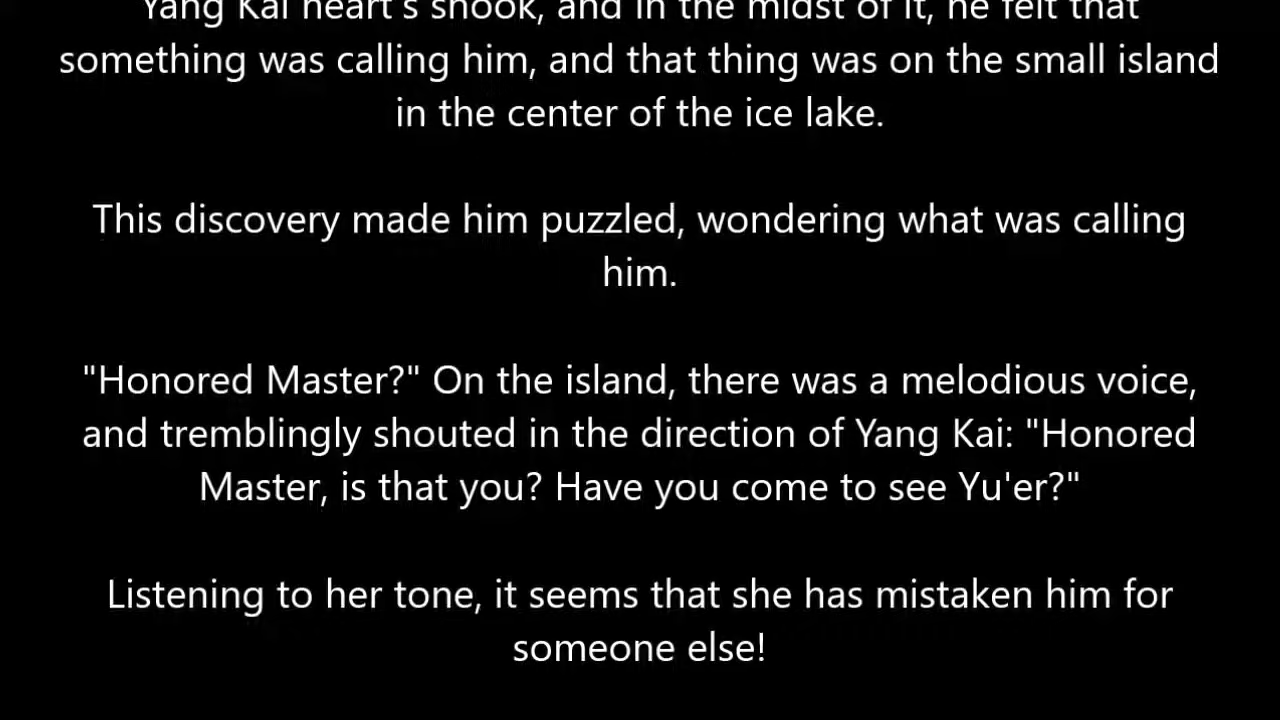 Yang Kai heart's shook, and in the midst of it, he felt that
something was calling him, and that thing was on the small island
in the center of the ice lake.
This discovery made him puzzled, wondering what was calling
him.
"Honored Master?" On the island, there was a melodious voice,
and tremblingly shouted in the direction of Yang Kai: "Honored
Master, is that you? Have you come to see Yu'er?"
Listening to her tone, it seems that she has mistaken him for
someone else!